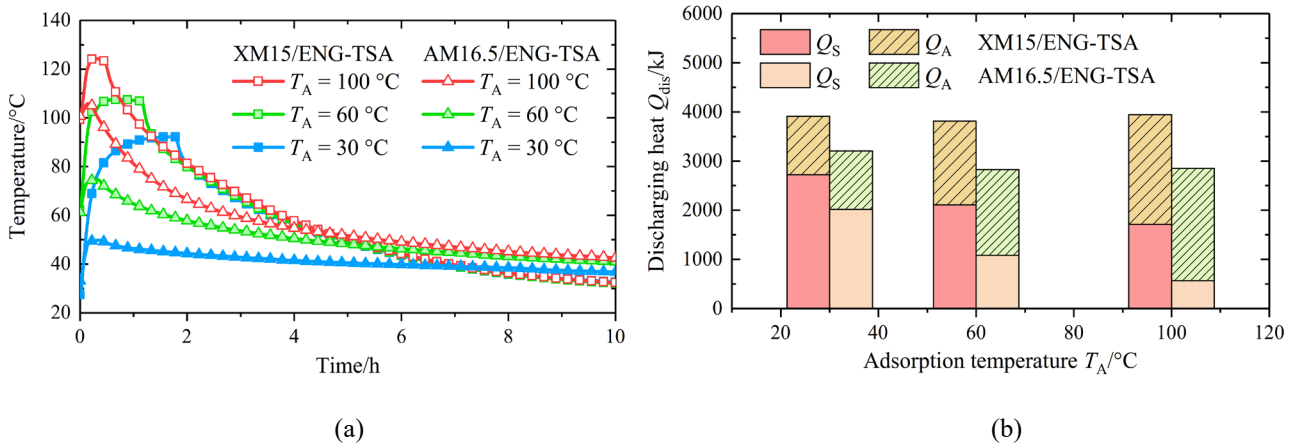 XM15/ENG-TSA AM16.5/ENG-TSA
T_A = 100 °C T_A = 100 °C
T_A = 60 °C T_A = 60 °C
T_A = 30 °C T_A = 30 °C
Temperature/°C
140
120
100
80
60
40
20
0 2 4 6 8 10
Time/h
(a)
Q_S Q_A XM15/ENG-TSA
Q_S Q_A AM16.5/ENG-TSA
Discharging heat Q_dis/kJ
6000
5000
4000
3000
2000
1000
0
20 40 60 80 100 120
Adsorption temperature T_A/°C
(b)